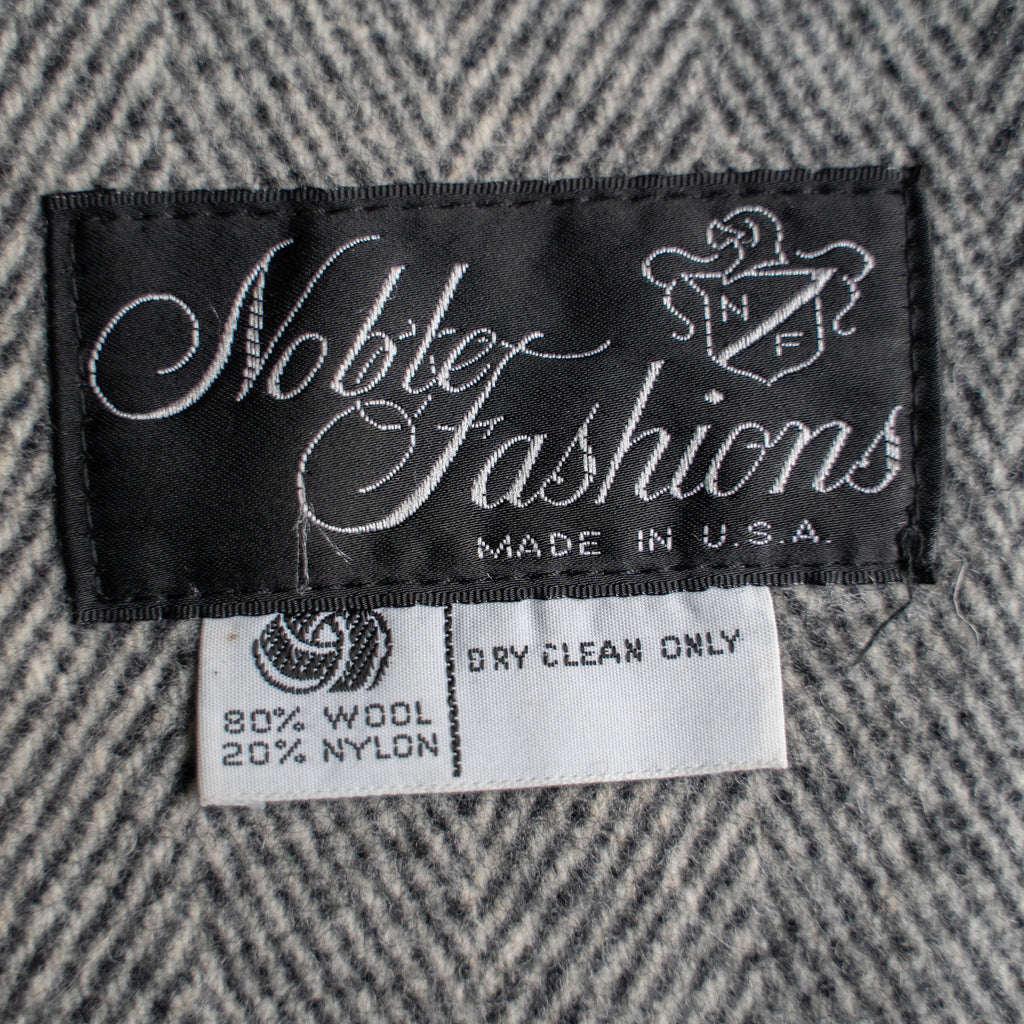 Nobler
Fashions
N
F
MADE IN U.S.A.
80% WOOL
20% NYLON
DRY CLEAN ONLY